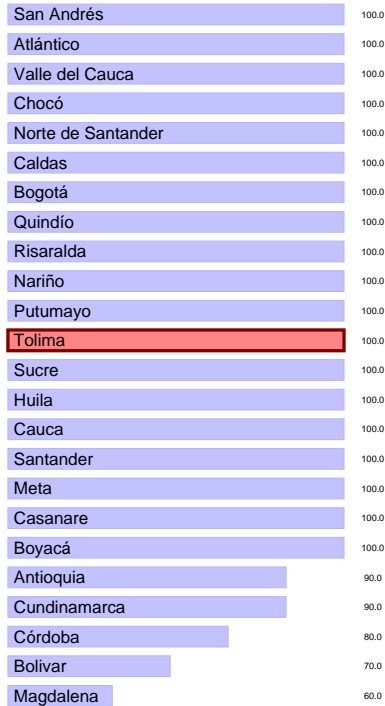 San Andrés 100.0
Atlántico 100.0
Valle del Cauca 100.0
Chocó 100.0
Norte de Santander 100.0
Caldas 100.0
Bogotá 100.0
Quindío 100.0
Risaralda 100.0
Nariño 100.0
Putumayo 100.0
Tolima 100.0
Sucre 100.0
Huila 100.0
Cauca 100.0
Santander 100.0
Meta 100.0
Casanare 100.0
Boyacá 100.0
Antioquia 90.0
Cundinamarca 90.0
Córdoba 80.0
Bolivar 70.0
Magdalena 60.0